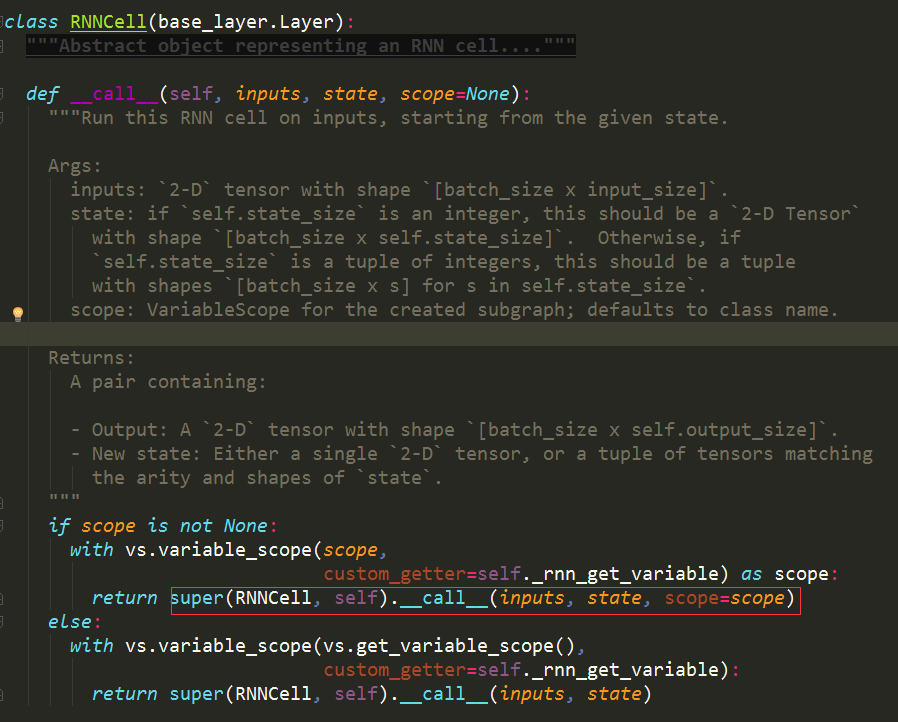 class RNNCell(base_layer.Layer):
"""Abstract object representing an RNN cell...."""
def __call__(self, inputs, state, scope=None):
"""Run this RNN cell on inputs, starting from the given state.
Args:
inputs: `2-D` tensor with shape `[batch_size x input_size]`.
state: if `self.state_size` is an integer, this should be a `2-D Tensor`
with shape `[batch_size x self.state_size]`.  Otherwise, if
`self.state_size` is a tuple of integers, this should be a tuple
with shapes `[batch_size x s] for s in self.state_size`.
scope: VariableScope for the created subgraph; defaults to class name.
Returns:
A pair containing:
- Output: A `2-D` tensor with shape `[batch_size x self.output_size]`.
- New state: Either a single `2-D` tensor, or a tuple of tensors matching
the arity and shapes of `state`.
"""
if scope is not None:
with vs.variable_scope(scope,
custom_getter=self._rnn_get_variable) as scope:
return super(RNNCell, self).__call__(inputs, state, scope=scope)
else:
with vs.variable_scope(vs.get_variable_scope(),
custom_getter=self._rnn_get_variable):
return super(RNNCell, self).__call__(inputs, state)